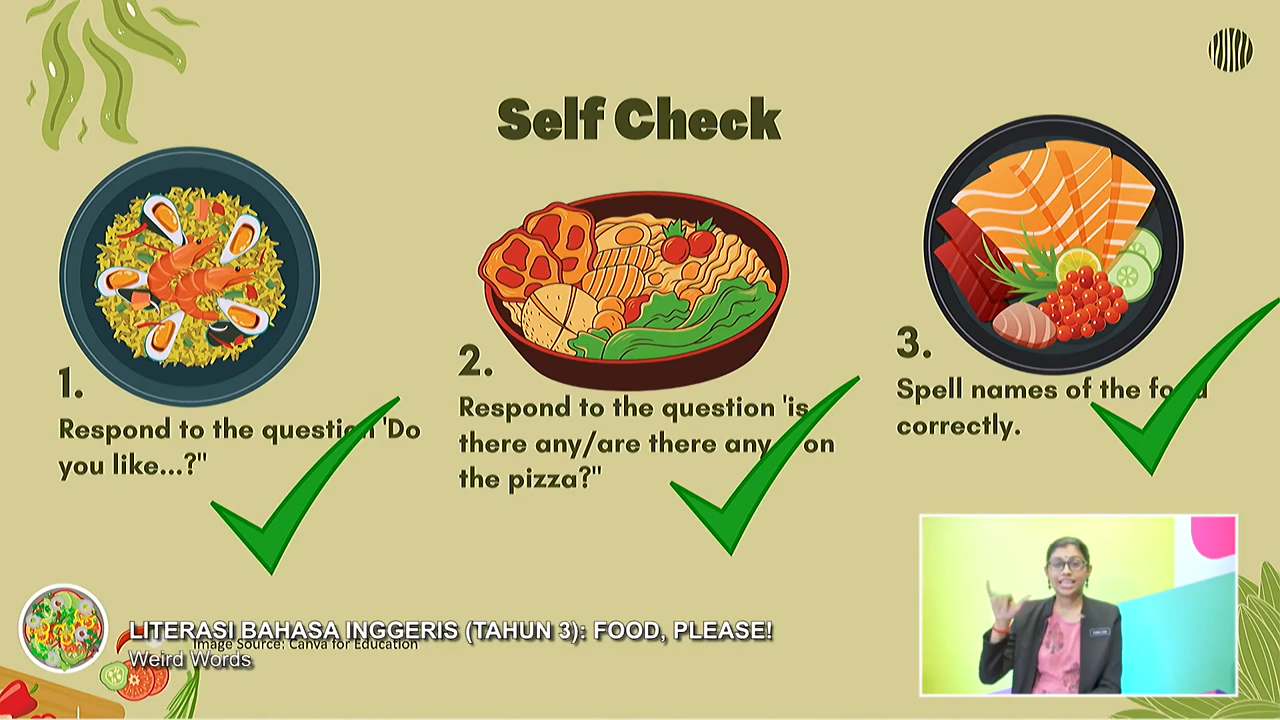 Self Check
1.
Respond to the question 'Do
you like...?"
2.
Respond to the question 'is
there any/are there any on
the pizza?"
3.
Spell names of the food
correctly.
LITERASI BAHASA INGGERIS (TAHUN 3): FOOD, PLEASE!
Image Source: Canva for Education
Weird Words